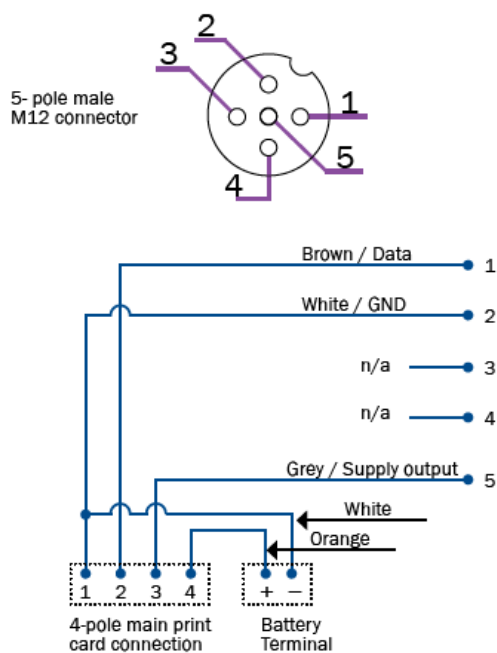 2
3
1
5- pole male
M12 connector
5
4
Brown / Data
1
White / GND
2
n/a
3
n/a
4
Grey / Supply output
5
White
Orange
1 2 3 4 + −
4-pole main print
card connection
Battery
Terminal